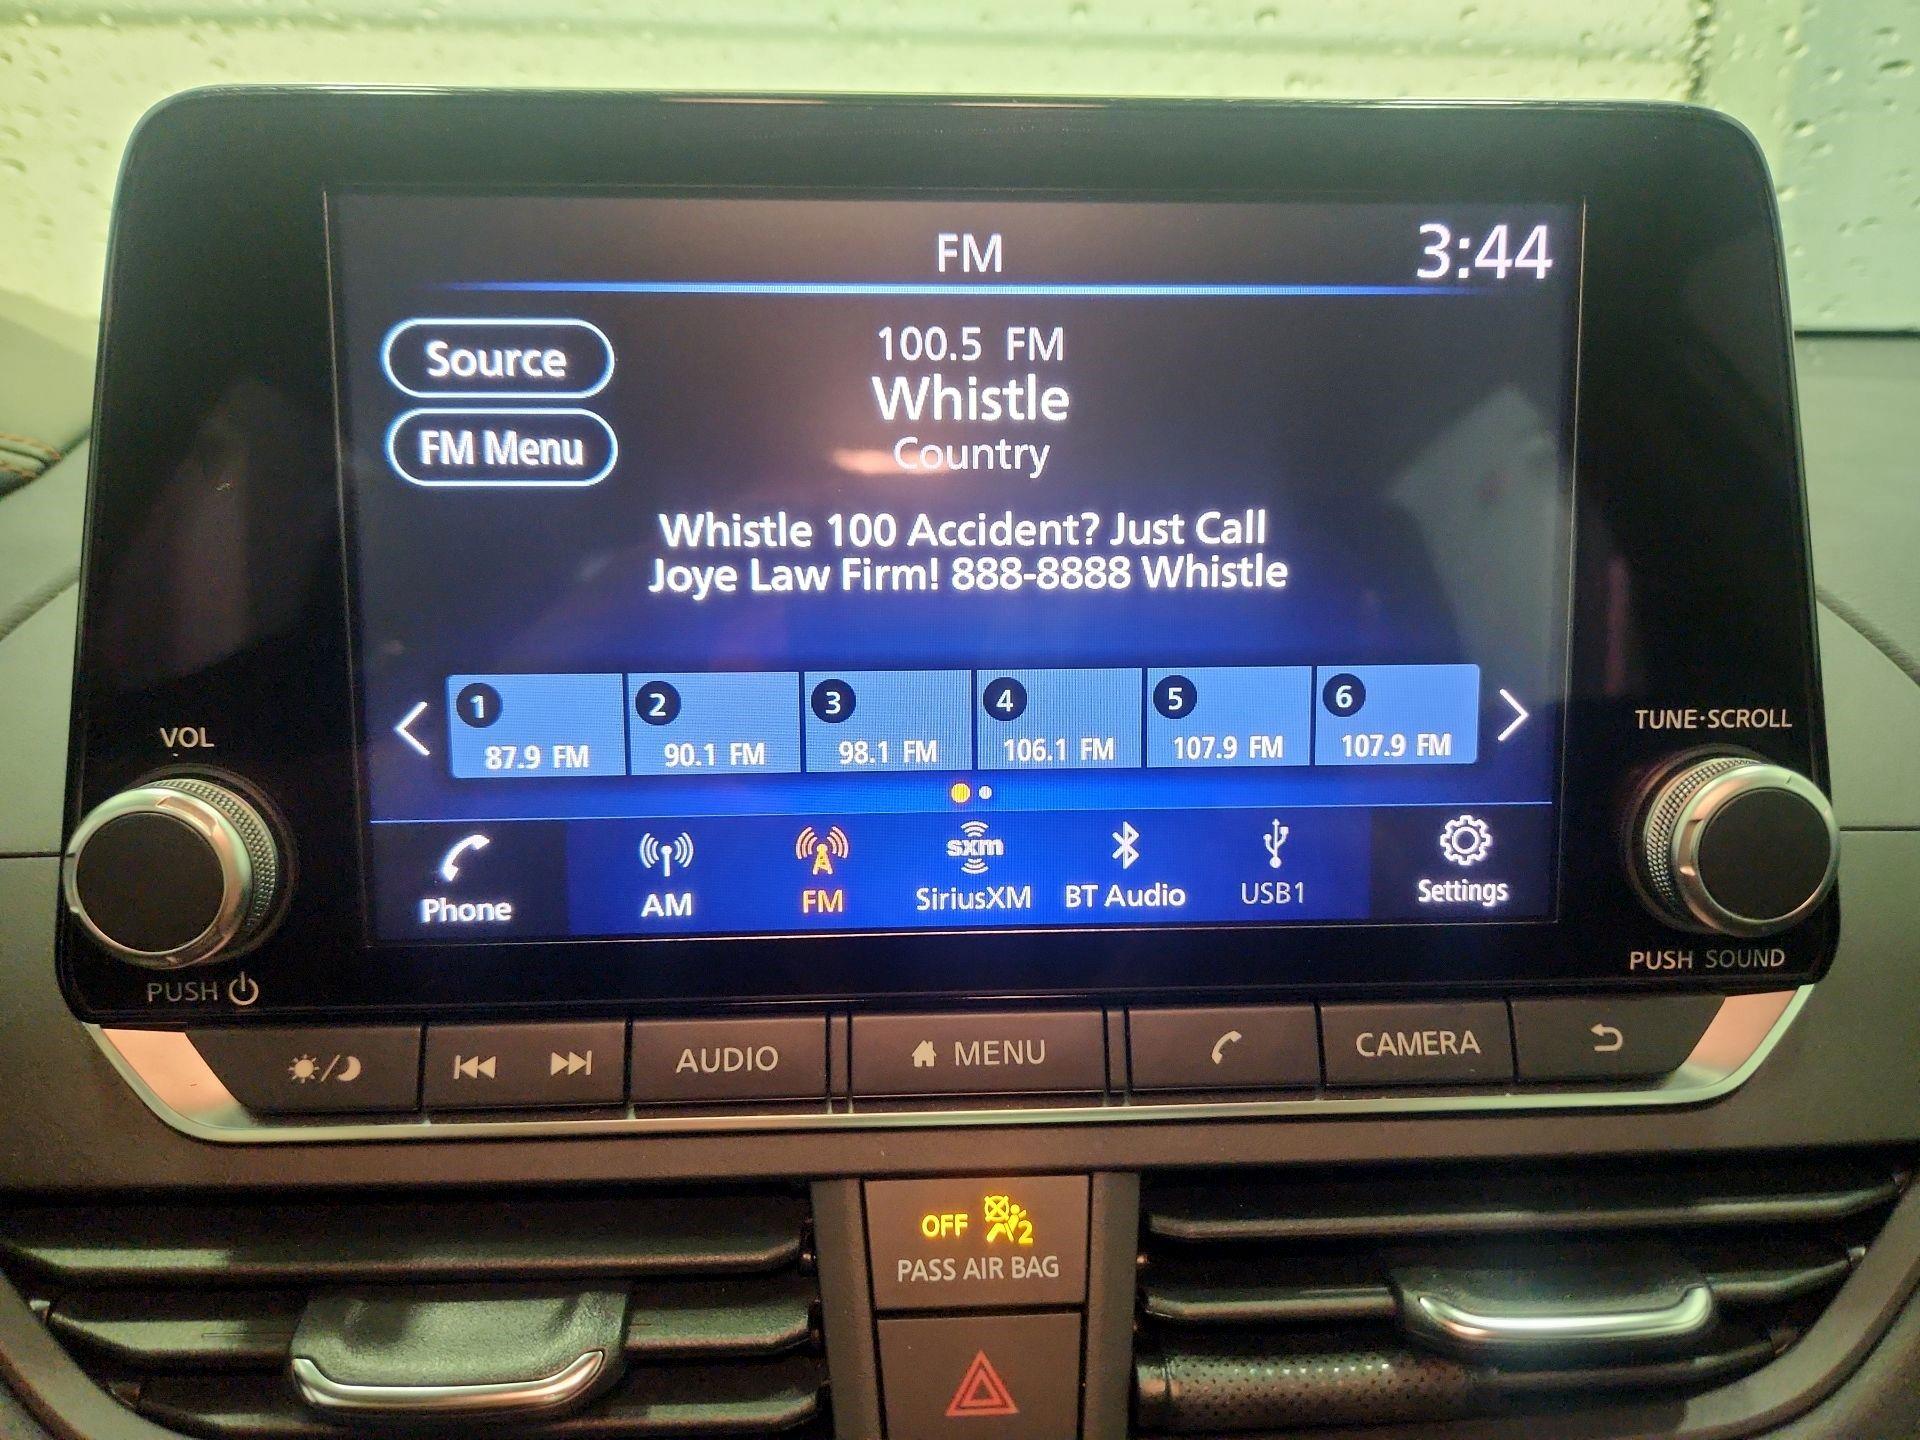 FM 3:44
Source
FM Menu
100.5 FM
Whistle
Country
Whistle 100 Accident? Just Call
Joye Law Firm! 888-8888 Whistle
1 2 3 4 5 6
87.9 FM 90.1 FM 98.1 FM 106.1 FM 107.9 FM 107.9 FM
VOL
TUNE·SCROLL
sxm
Phone AM FM SiriusXM BT Audio USB1 Settings
PUSH
PUSH SOUND
AUDIO MENU CAMERA
OFF 2
PASS AIR BAG